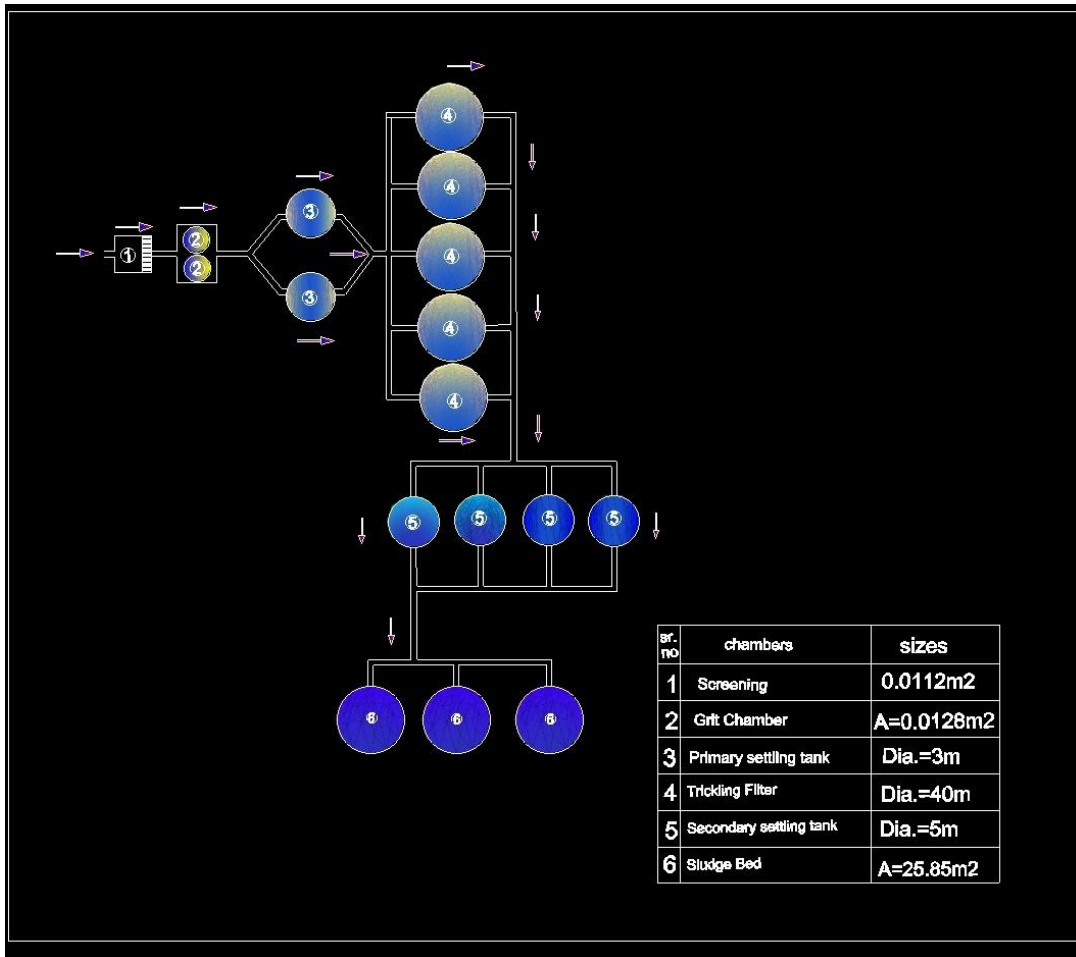 4
4
3
2
1
4
2
3
4
4
5 5 5 5
6 6 6
sr. no chambers sizes
1 Screening 0.0112m2
2 Grit Chamber A=0.0128m2
3 Primary settling tank Dia.=3m
4 Trickling Filter Dia.=40m
5 Secondary settling tank Dia.=5m
6 Sludge Bed A=25.85m2